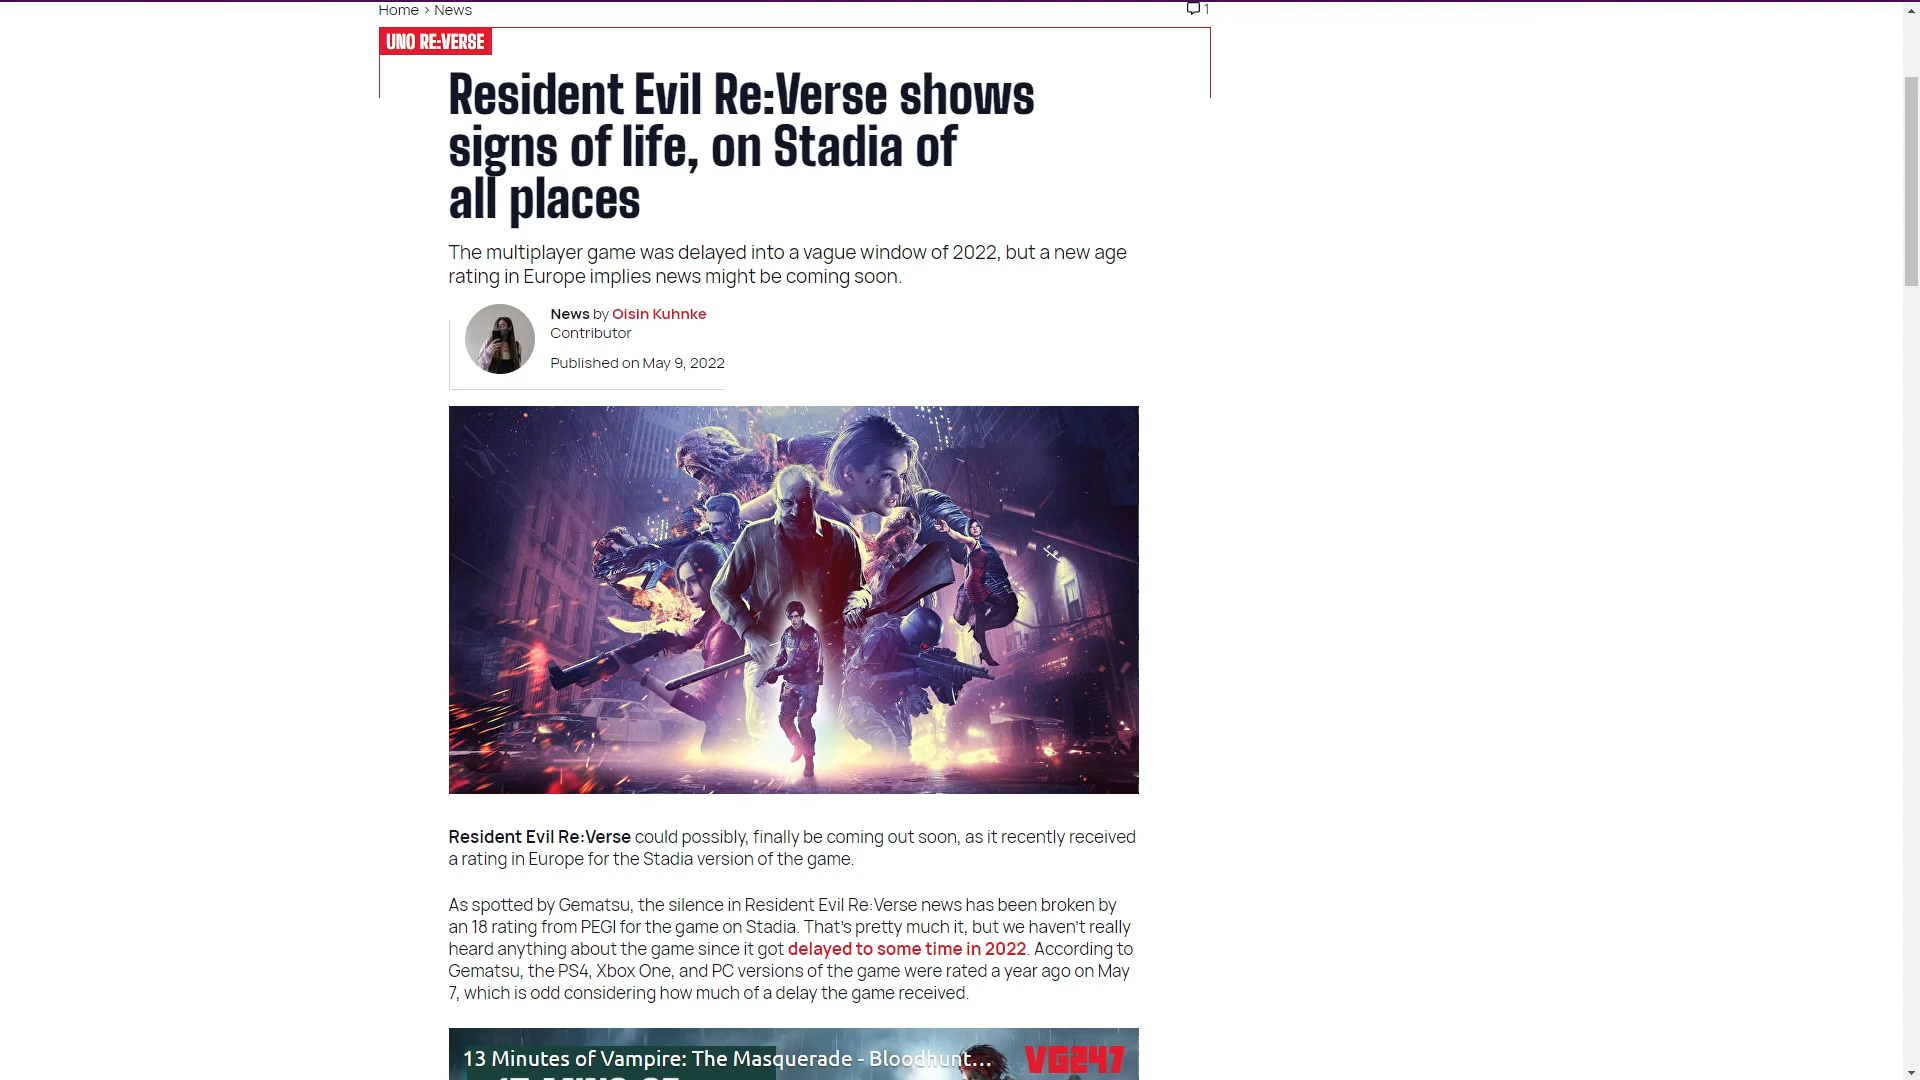 Home > News
1
UNO RE:VERSE
Resident Evil Re:Verse shows
signs of life, on Stadia of
all places
The multiplayer game was delayed into a vague window of 2022, but a new age
rating in Europe implies news might be coming soon.
News by Oisin Kuhnke
Contributor
Published on May 9, 2022
Resident Evil Re:Verse could possibly, finally be coming out soon, as it recently received
a rating in Europe for the Stadia version of the game.
As spotted by Gematsu, the silence in Resident Evil Re:Verse news has been broken by
an 18 rating from PEGI for the game on Stadia. That's pretty much it, but we haven't really
heard anything about the game since it got delayed to some time in 2022. According to
Gematsu, the PS4, Xbox One, and PC versions of the game were rated a year ago on May
7, which is odd considering how much of a delay the game received.
13 Minutes of Vampire: The Masquerade - Bloodhunt...
VG247